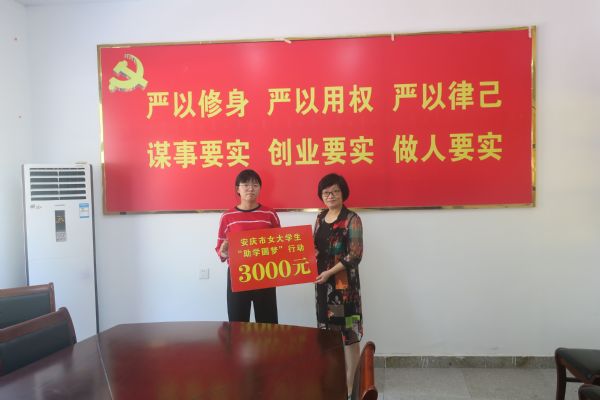 严以修身 严以用权 严以律己
谋事要实 创业要实 做人要实
安庆市女大学生
“助学圆梦”行动
3000元